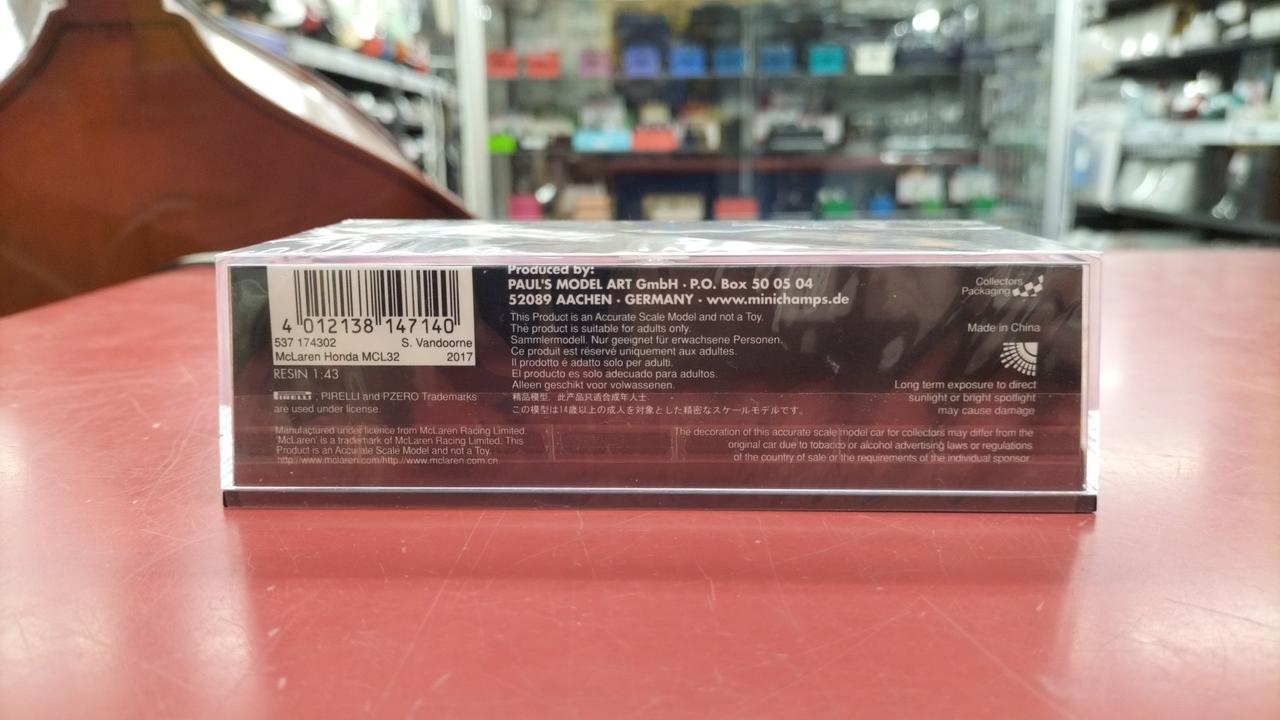 4 012138 147140
537 174302 S. Vandoorne
McLaren Honda MCL32 2017
RESIN 1:43
PIRELLI, PIRELLI and PZERO Trademarks
are used under license.
Manufactured under licence from McLaren Racing Limited.
'McLaren' is a trademark of McLaren Racing Limited. This
Product is an Accurate Scale Model and not a Toy.
http://www.mclaren.com/http://www.mclaren.com.cn
Produced by:
PAUL'S MODEL ART GmbH · P.O. Box 50 05 04
52089 AACHEN · GERMANY · www.minichamps.de
This Product is an Accurate Scale Model and not a Toy.
The product is suitable for adults only.
Sammlermodell. Nur geeignet für erwachsene Personen.
Ce produit est réservé uniquement aux adultes.
Il prodotto è adatto solo per adulti.
El producto es solo adecuado para adultos.
Alleen geschikt voor volwassenen.
精品模型. 此产品只适合成年人士.
この模型は14歳以上の成人を対象とした精密なスケールモデルです。
Collectors
Packaging
Made in China
Long term exposure to direct
sunlight or bright spotlight
may cause damage
The decoration of this accurate scale model car for collectors may differ from the
original car due to tobacco or alcohol advertising laws or regulations
of the country of sale or the requirements of the individual sponsor